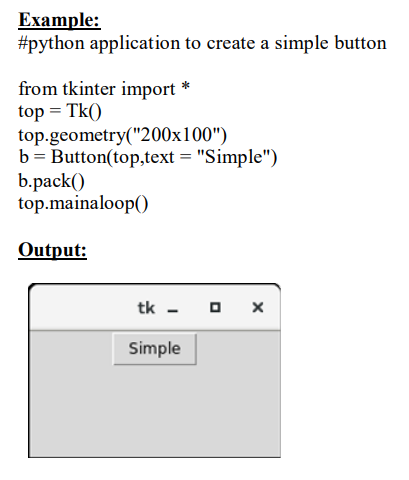 Example:
#python application to create a simple button
from tkinter import *
top = Tk()
top.geometry("200x100")
b = Button(top,text = "Simple")
b.pack()
top.mainaloop()
Output:
tk
Simple